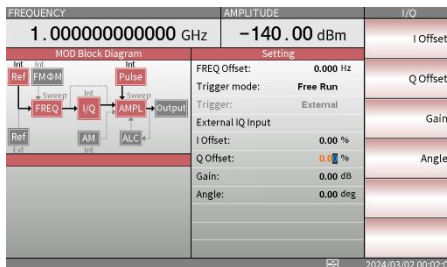 FREQUENCY
AMPLITUDE
I/Q
1.000000000000 GHz
-140.00 dBm
MOD Block Diagram
Int
Int
Int
Ref
FMΦM
Pulse
Sweep
Int
Sweep
FREQ
I/Q
AMPL
Output
Ref
AM
ALC
Ext
Int
Setting
FREQ Offset: 0.000 Hz
Trigger mode: Free Run
Trigger: External
External IQ Input
I Offset: 0.00 %
Q Offset: 0.00 %
Gain: 0.00 dB
Angle: 0.00 deg
I Offset
Q Offset
Gain
Angle
2024/03/02 00:02:0